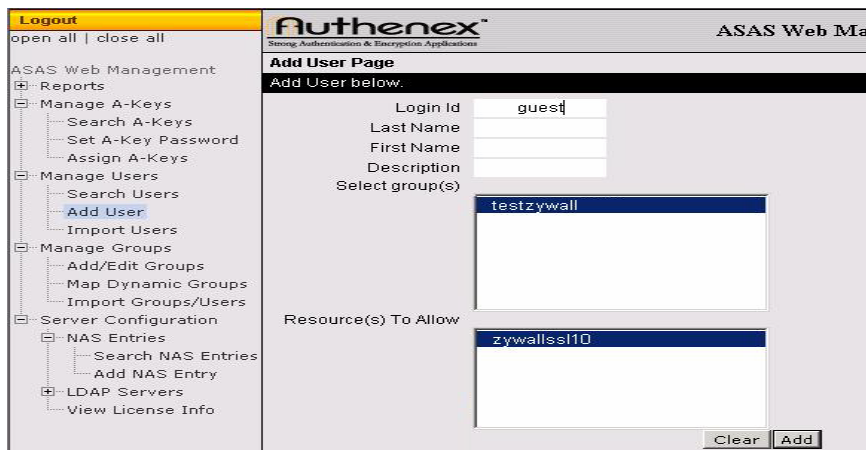 Logout
open all | close all
ASAS Web Management
Reports
Manage A-Keys
Search A-Keys
Set A-Key Password
Assign A-Keys
Manage Users
Search Users
Add User
Import Users
Manage Groups
Add/Edit Groups
Map Dynamic Groups
Import Groups/Users
Server Configuration
NAS Entries
Search NAS Entries
Add NAS Entry
LDAP Servers
View License Info
Authenex™
Strong Authentication & Encryption Applications
ASAS Web Ma
Add User Page
Add User below.
Login Id guest
Last Name
First Name
Description
Select group(s)
testzywall
Resource(s) To Allow
zywallssl10
Clear Add